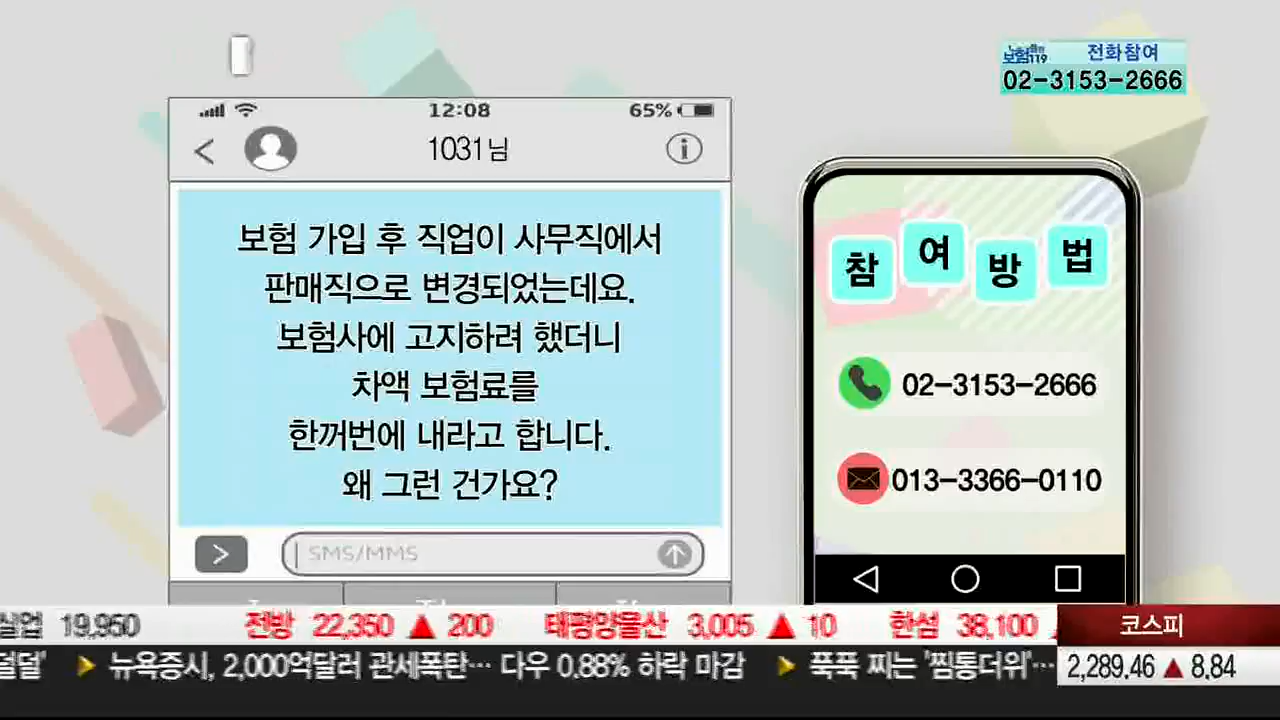 보험 119 전화참여
02-3153-2666
12:08 65%
1031님
보험 가입 후 직업이 사무직에서
판매직으로 변경되었는데요.
보험사에 고지하려 했더니
차액 보험료를
한꺼번에 내라고 합니다.
왜 그런 건가요?
SMS/MMS
참여방법
02-3153-2666
013-3366-0110
실업 19,950 전방 22,350 ▲ 200 태평양물산 3,005 ▲ 10 한섬 38,100
코스피
덜덜' ▶ 뉴욕증시, 2,000억달러 관세폭탄… 다우 0.88% 하락 마감 ▶ 푹푹 찌는 '찜통더위'…
2,289.46 ▲ 8.84